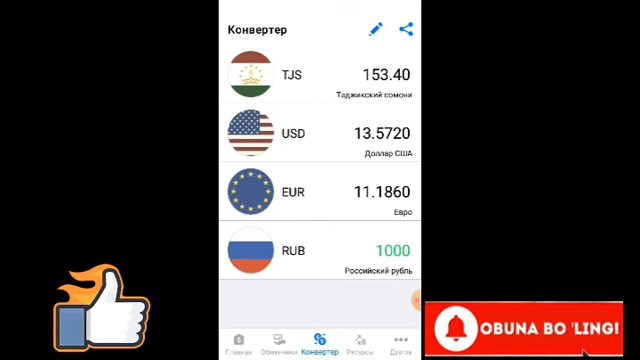 Конвертер
TJS 153.40
Таджикский сомони
USD 13.5720
Доллар США
EUR 11.1860
Евро
RUB 1000
Российский рубль
OBUNA BO 'LING!
Главная Обменники Конвертер Ресурсы Другое